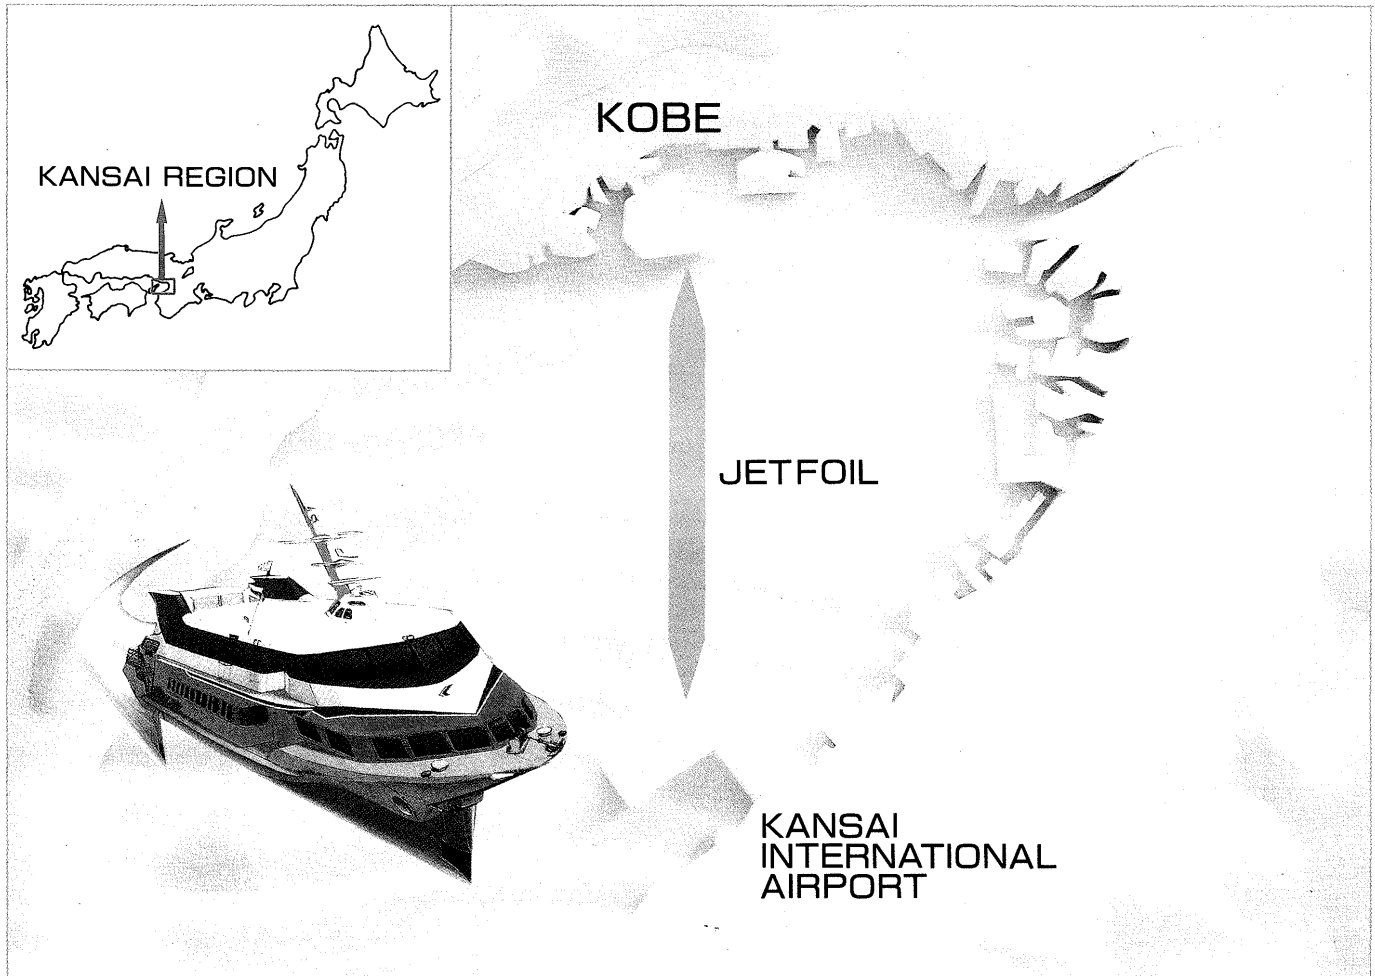 KANSAI REGION
KOBE
JETFOIL
KANSAI
INTERNATIONAL
AIRPORT